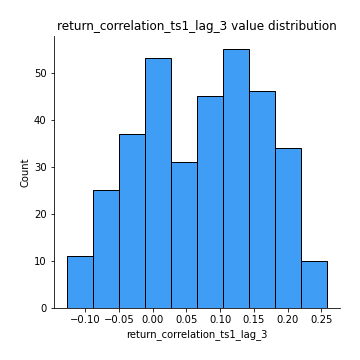 return_correlation_ts1_lag_3 value distribution
50
40
30
20
10
0
Count
−0.10 −0.05 0.00 0.05 0.10 0.15 0.20 0.25
return_correlation_ts1_lag_3